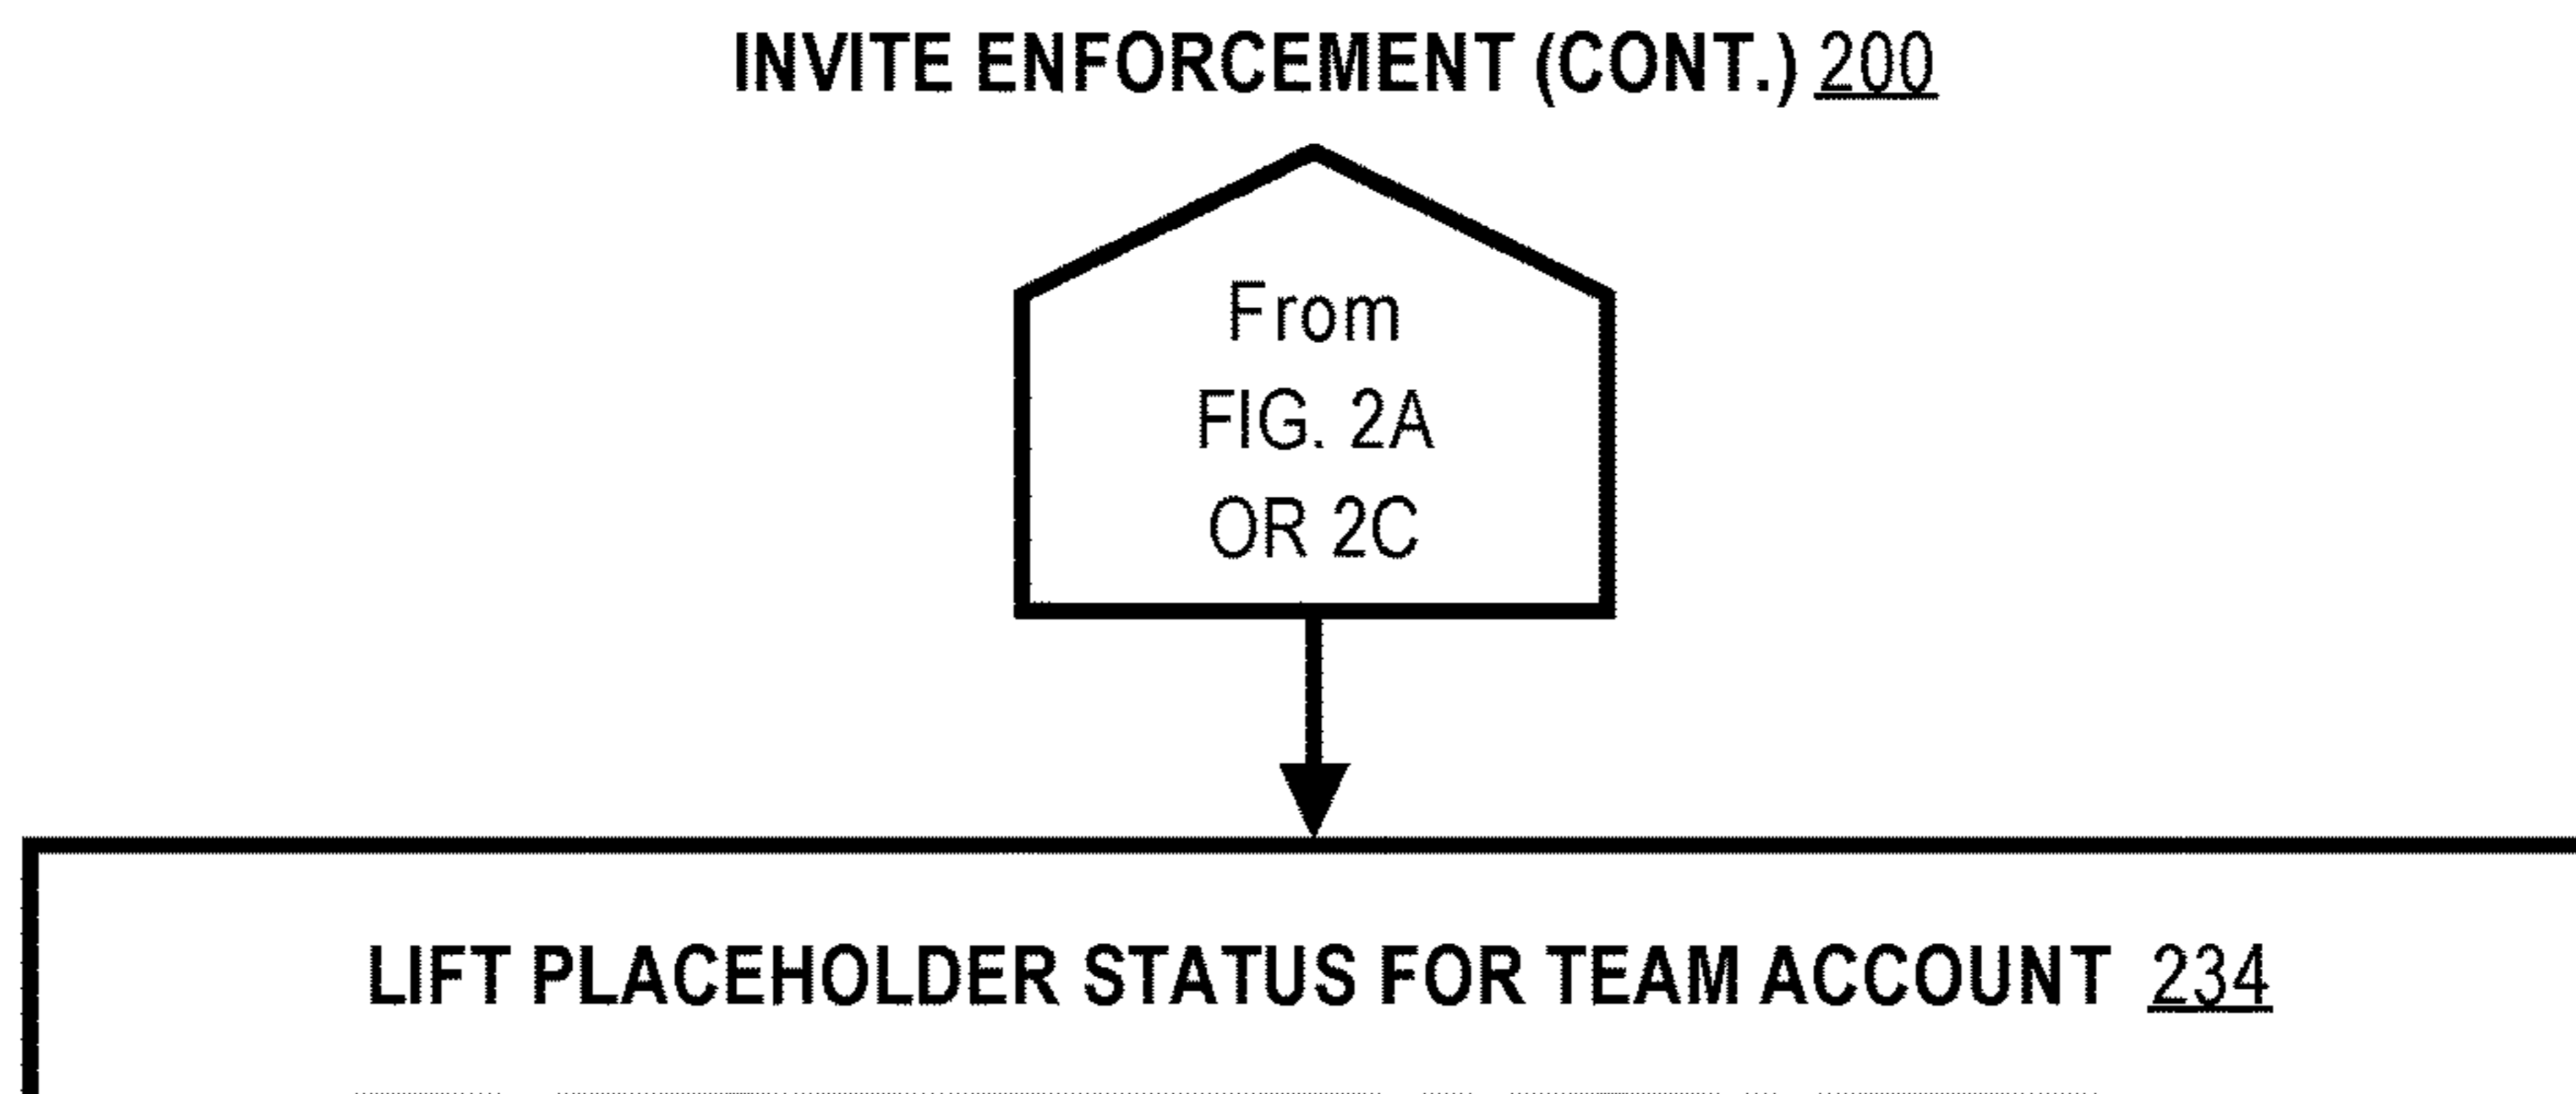 INVITE ENFORCEMENT (CONT.) 200
From
FIG. 2A
OR 2C
LIFT PLACEHOLDER STATUS FOR TEAM ACCOUNT 234